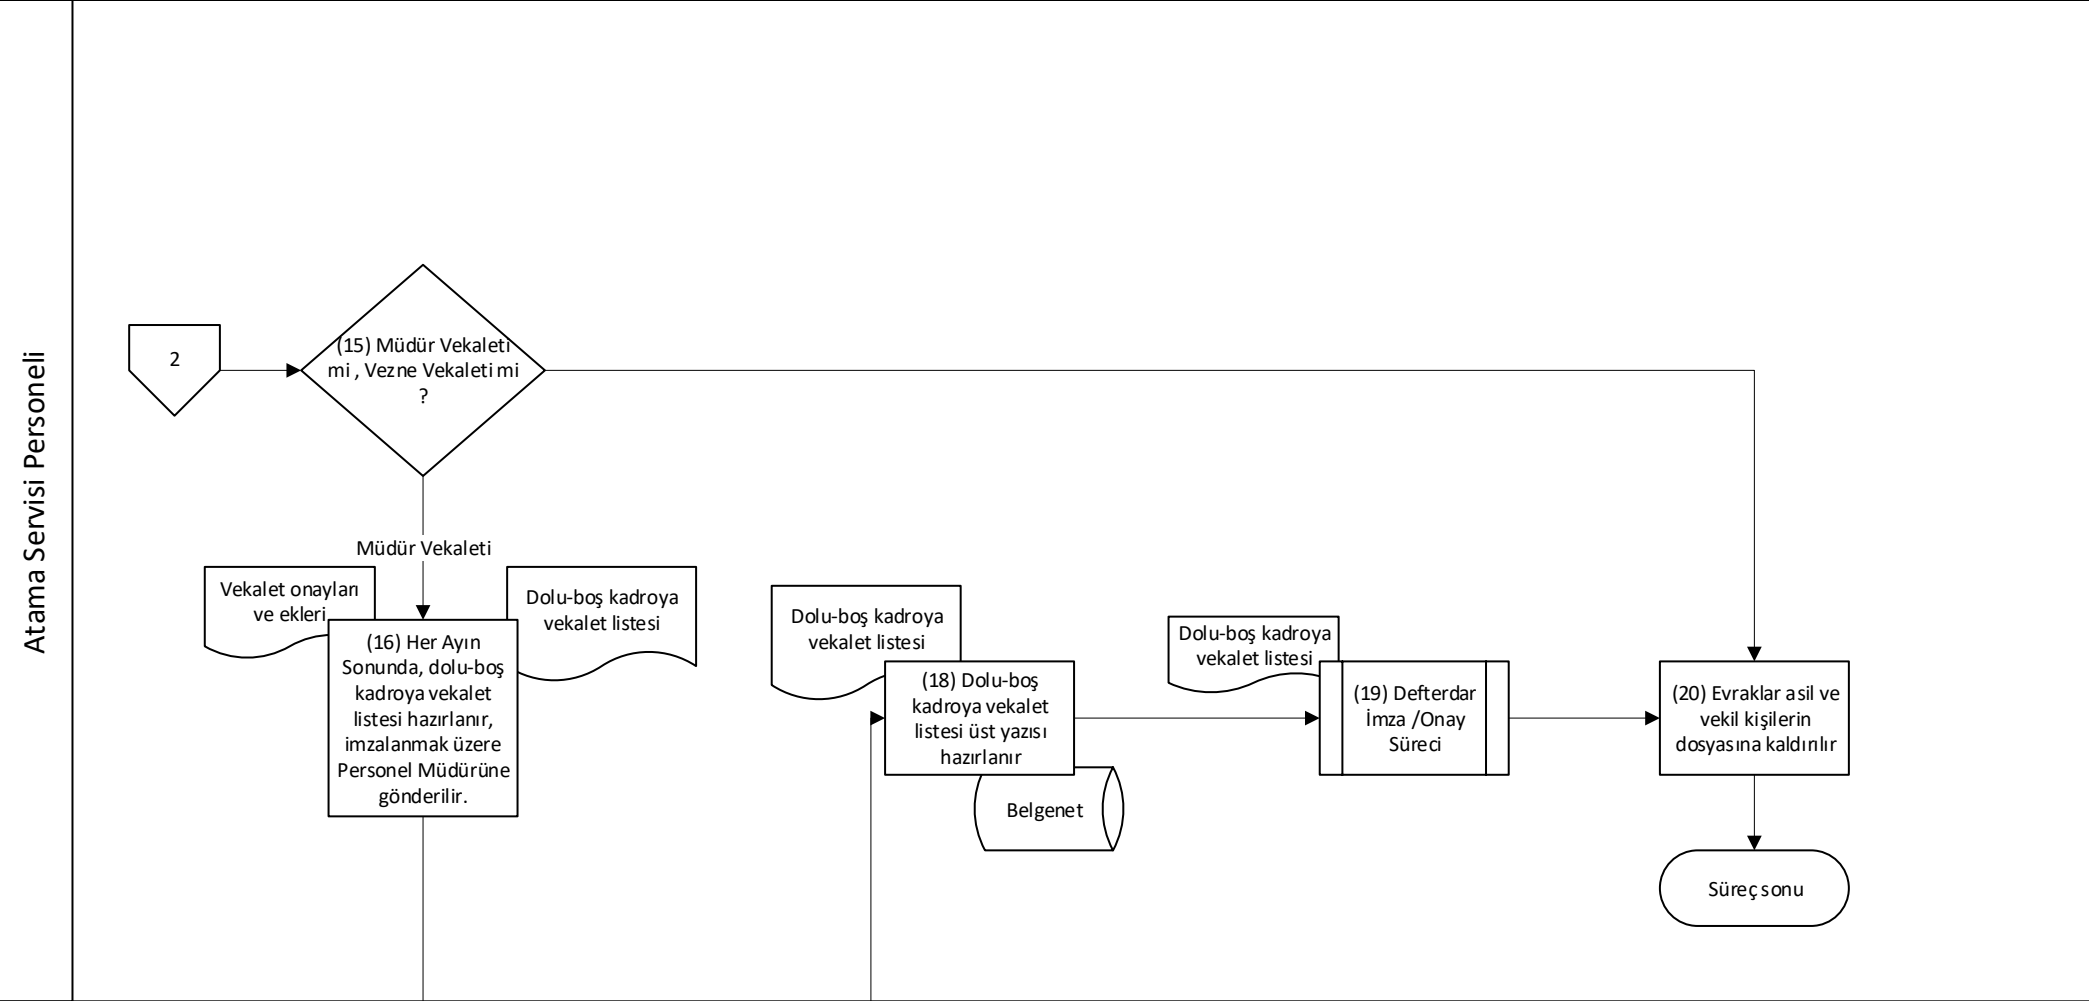 Atama Servisi Personeli
2
(15) Müdür Vekaleti
mi , Vezne Vekaleti mi
?
Müdür Vekaleti
Vekalet onayları
ve ekleri
Dolu-boş kadroya
vekalet listesi
(16) Her Ayın
Sonunda, dolu-boş
kadroya vekalet
listesi hazırlanır,
imzalanmak üzere
Personel Müdürüne
gönderilir.
Dolu-boş kadroya
vekalet listesi
(18) Dolu-boş
kadroya vekalet
listesi üst yazısı
hazırlanır
Belgenet
Dolu-boş kadroya
vekalet listesi
(19) Defterdar
İmza /Onay
Süreci
(20) Evraklar asil ve
vekil kişilerin
dosyasına kaldırılır
Süreç sonu